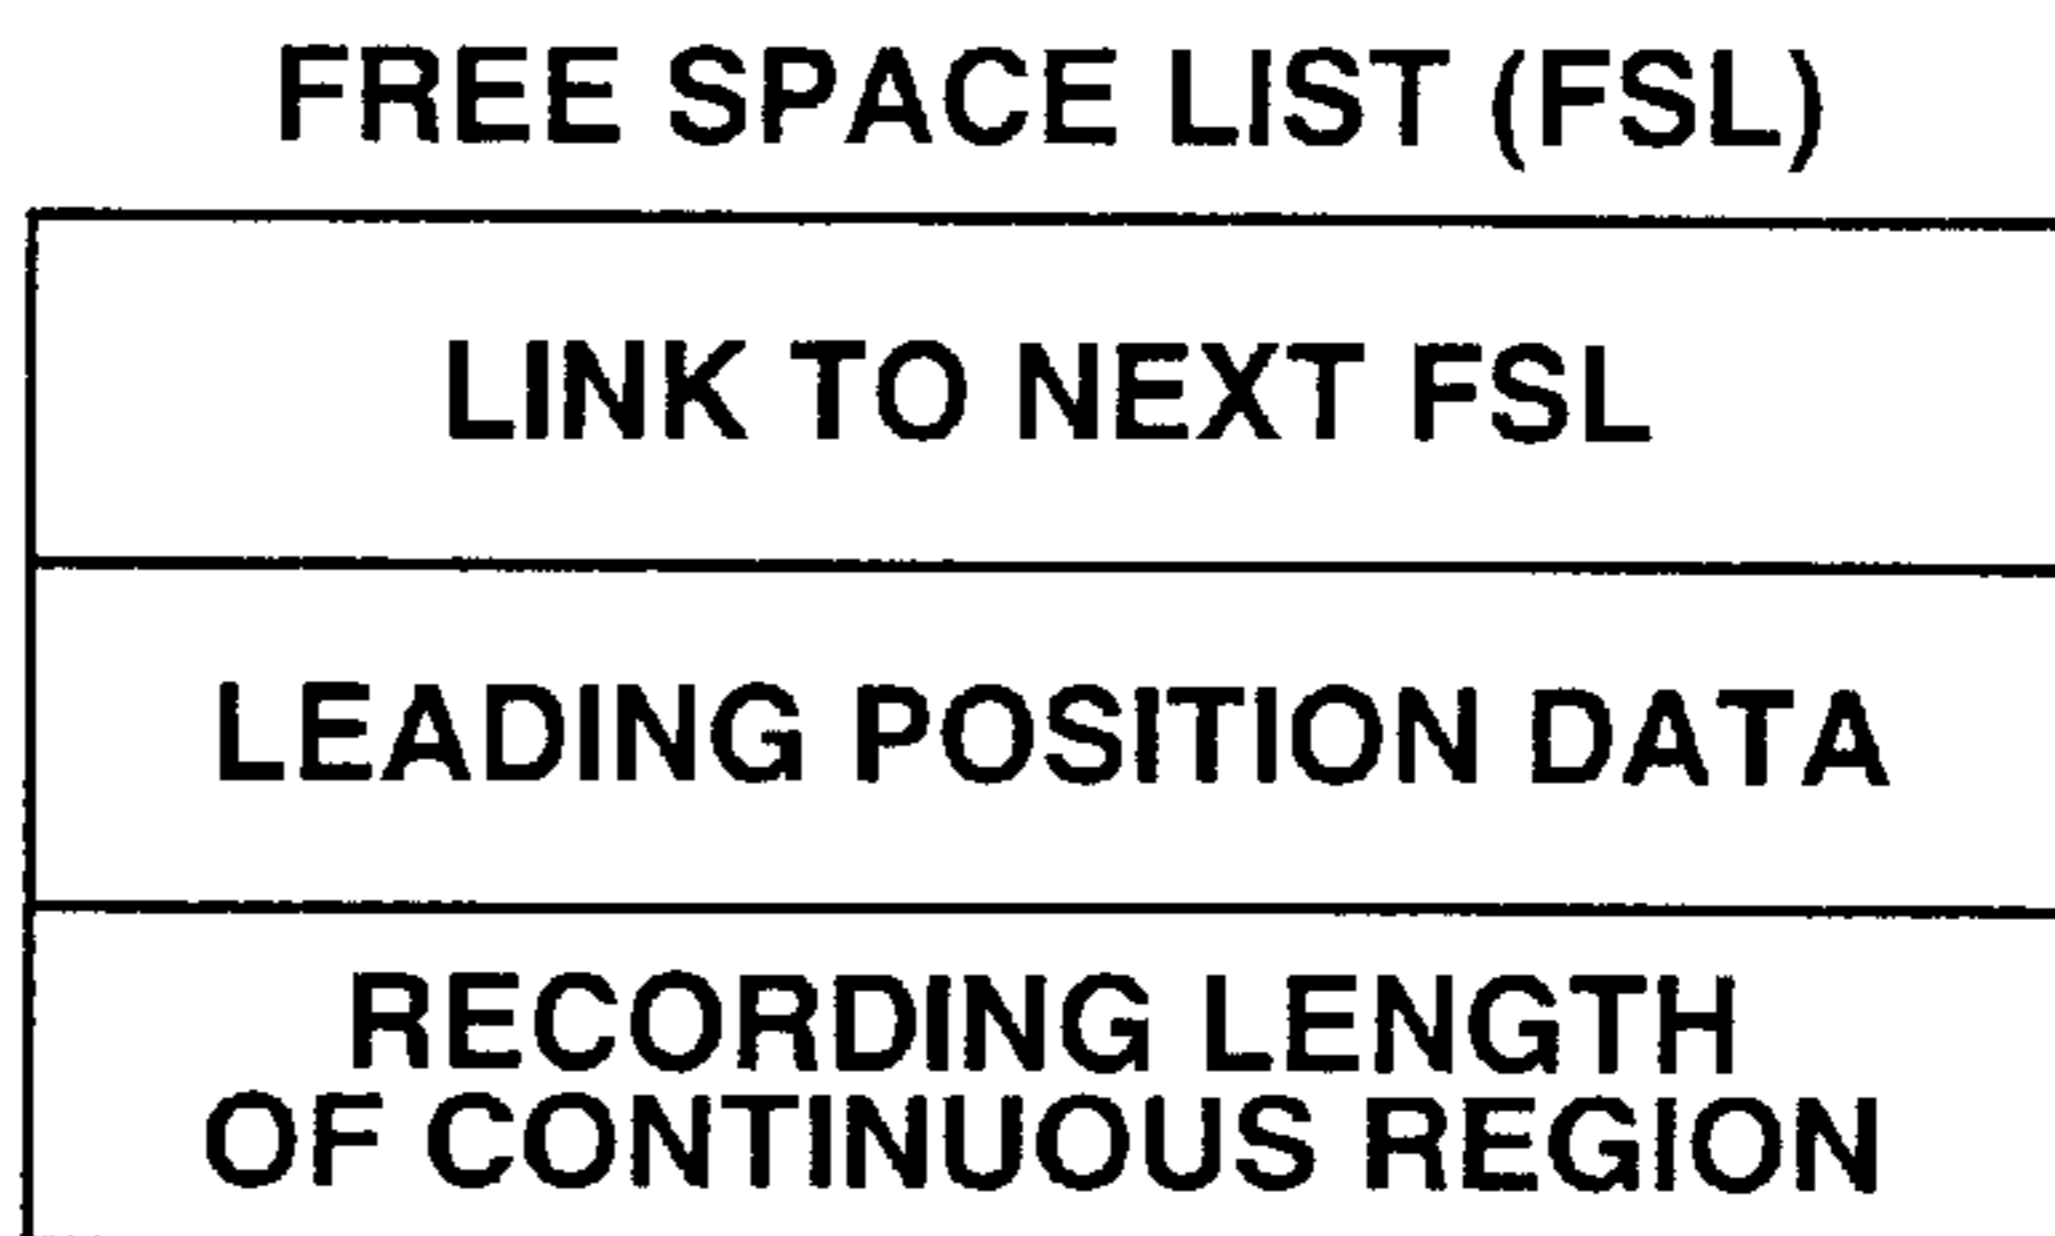 FREE SPACE LIST (FSL)
LINK TO NEXT FSL
LEADING POSITION DATA
RECORDING LENGTH
OF CONTINUOUS REGION